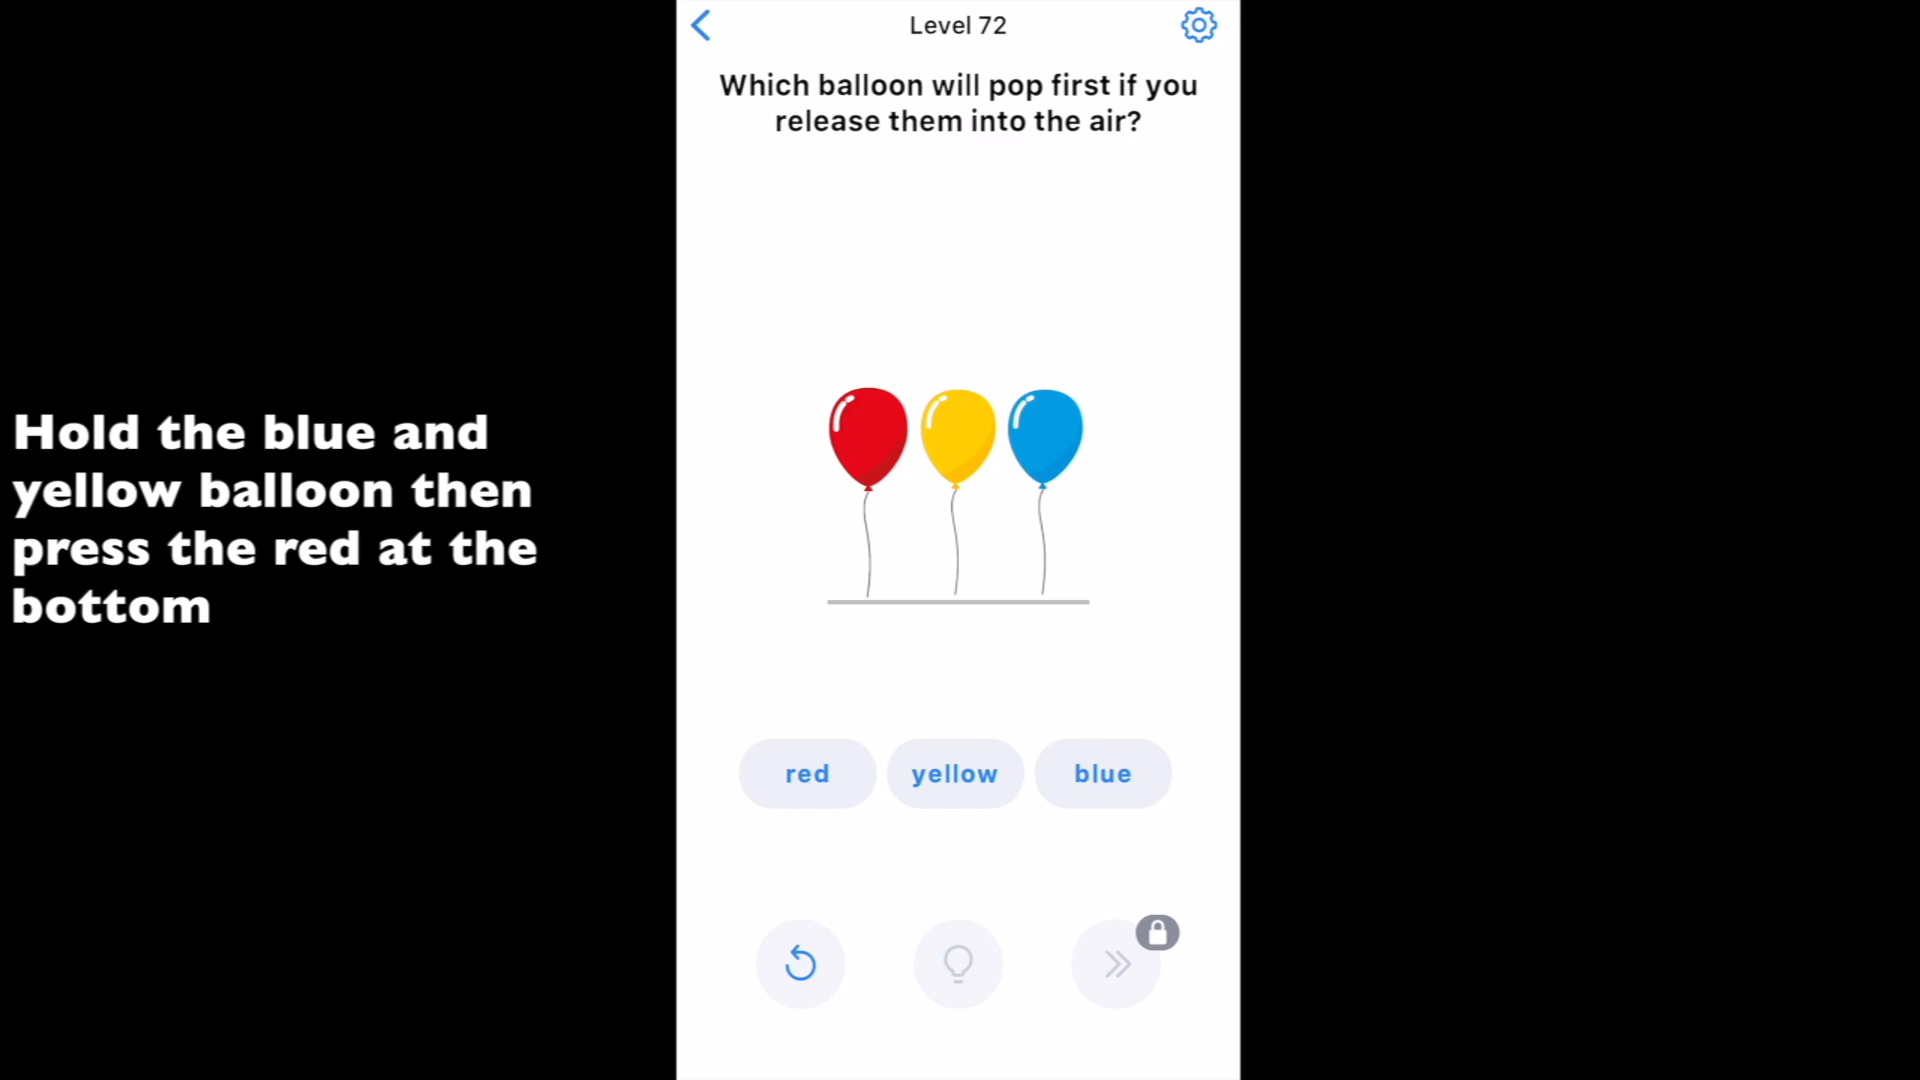 Level 72
Which balloon will pop first if you
release them into the air?
Hold the blue and
yellow balloon then
press the red at the
bottom
red
yellow
blue